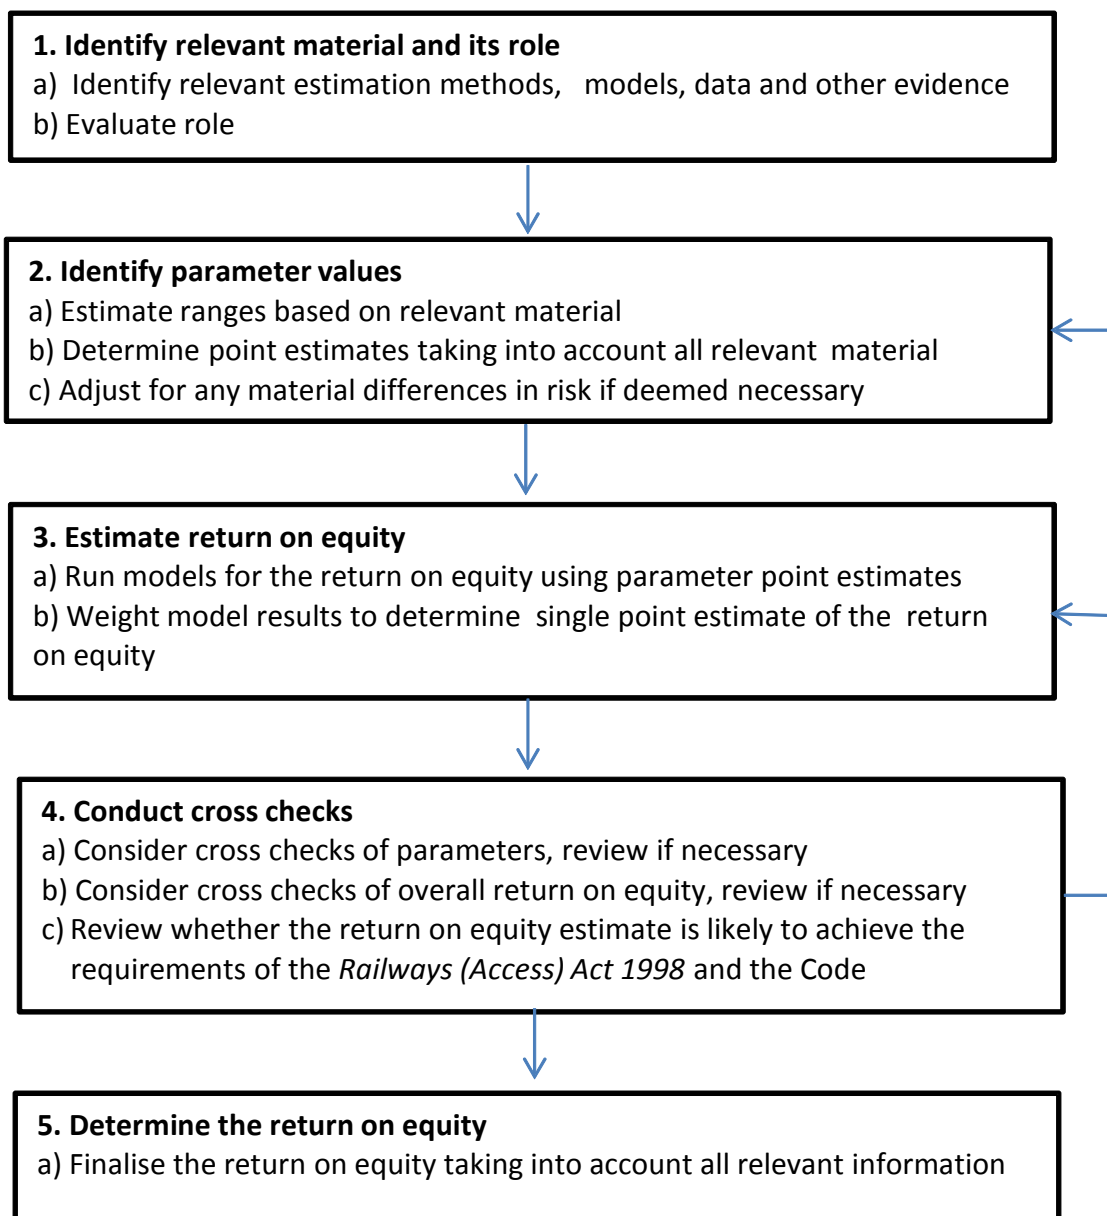 1. Identify relevant material and its role
a) Identify relevant estimation methods, models, data and other evidence
b) Evaluate role
2. Identify parameter values
a) Estimate ranges based on relevant material
b) Determine point estimates taking into account all relevant material
c) Adjust for any material differences in risk if deemed necessary
3. Estimate return on equity
a) Run models for the return on equity using parameter point estimates
b) Weight model results to determine single point estimate of the return
on equity
4. Conduct cross checks
a) Consider cross checks of parameters, review if necessary
b) Consider cross checks of overall return on equity, review if necessary
c) Review whether the return on equity estimate is likely to achieve the
requirements of the Railways (Access) Act 1998 and the Code
5. Determine the return on equity
a) Finalise the return on equity taking into account all relevant information